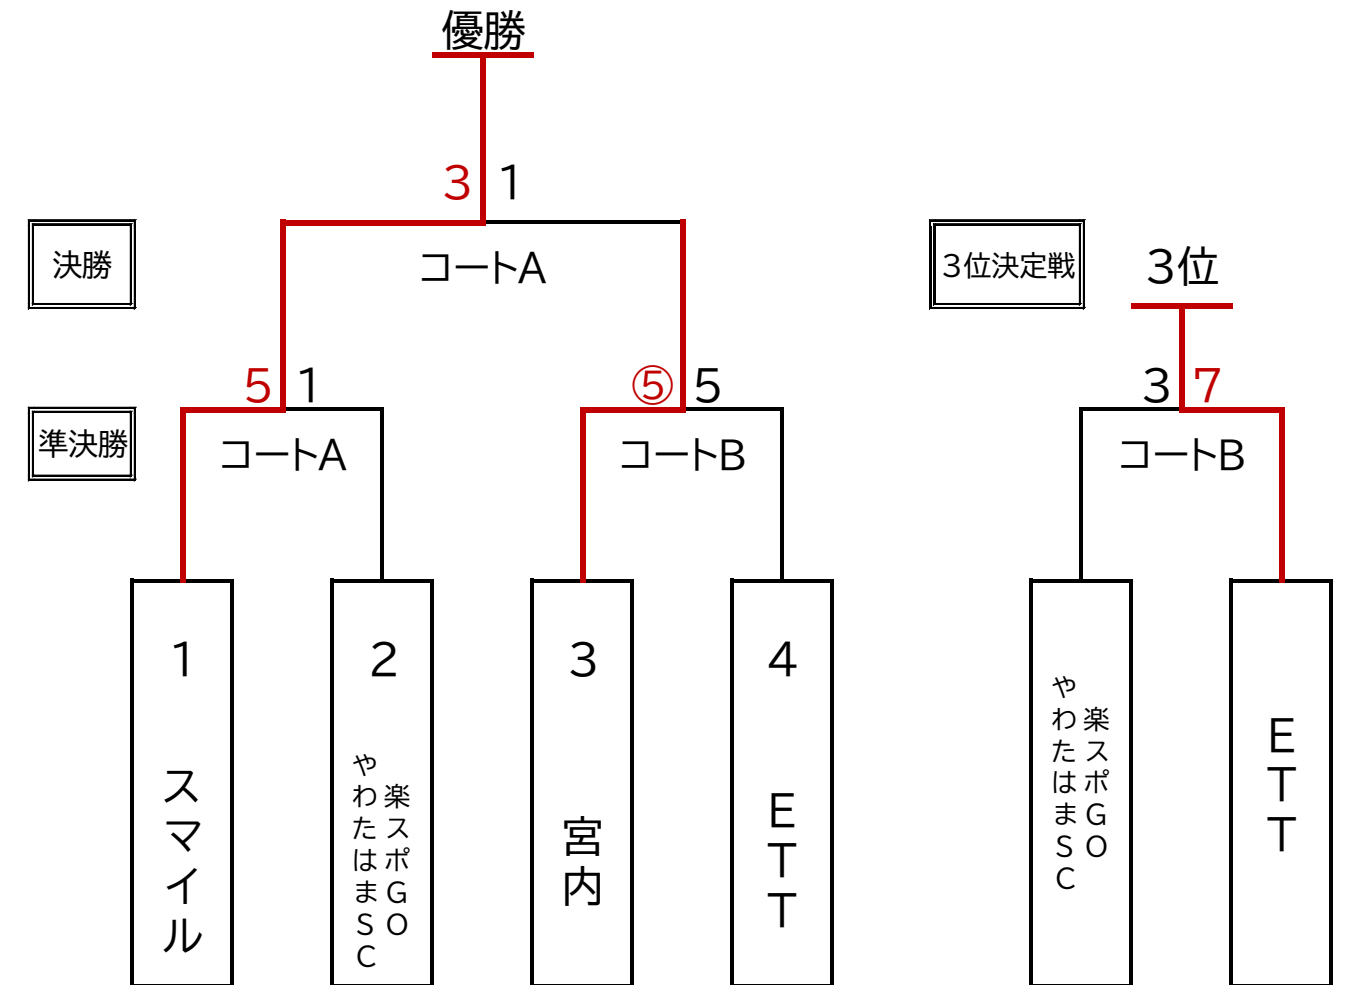 優勝
3 1
決勝
コートA
3位決定戦
3位
5 1
⑤ 5
3 7
準決勝
コートA
コートB
コートB
1 スマイル
2 楽スポGO
やわたはまSC
3 宮内
4 ETT
楽スポGO
やわたはまSC
ETT